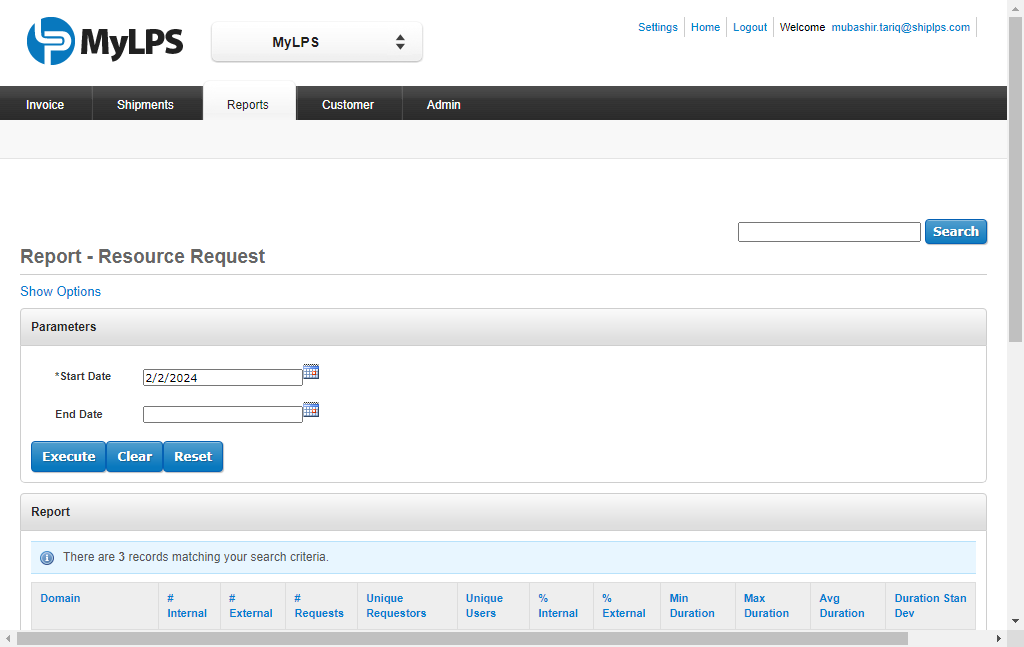 MyLPS
MyLPS
Settings
Home
Logout
Welcome mubashir.tariq@shiplps.com
Invoice
Shipments
Reports
Customer
Admin
Search
Report - Resource Request
Show Options
Parameters
*Start Date
2/2/2024
End Date
Execute
Clear
Reset
Report
There are 3 records matching your search criteria.
Domain
# Internal
# External
# Requests
Unique Requestors
Unique Users
% Internal
% External
Min Duration
Max Duration
Avg Duration
Duration Stan Dev